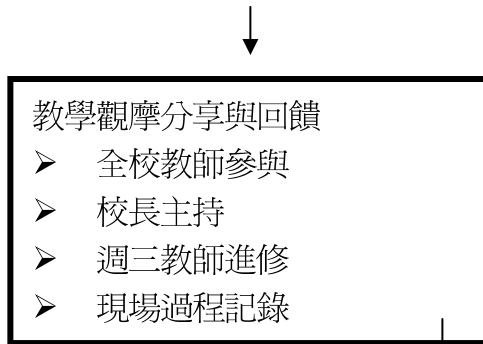 教學觀摩分享與回饋
➢ 全校教師參與
➢ 校長主持
➢ 週三教師進修
➢ 現場過程記錄